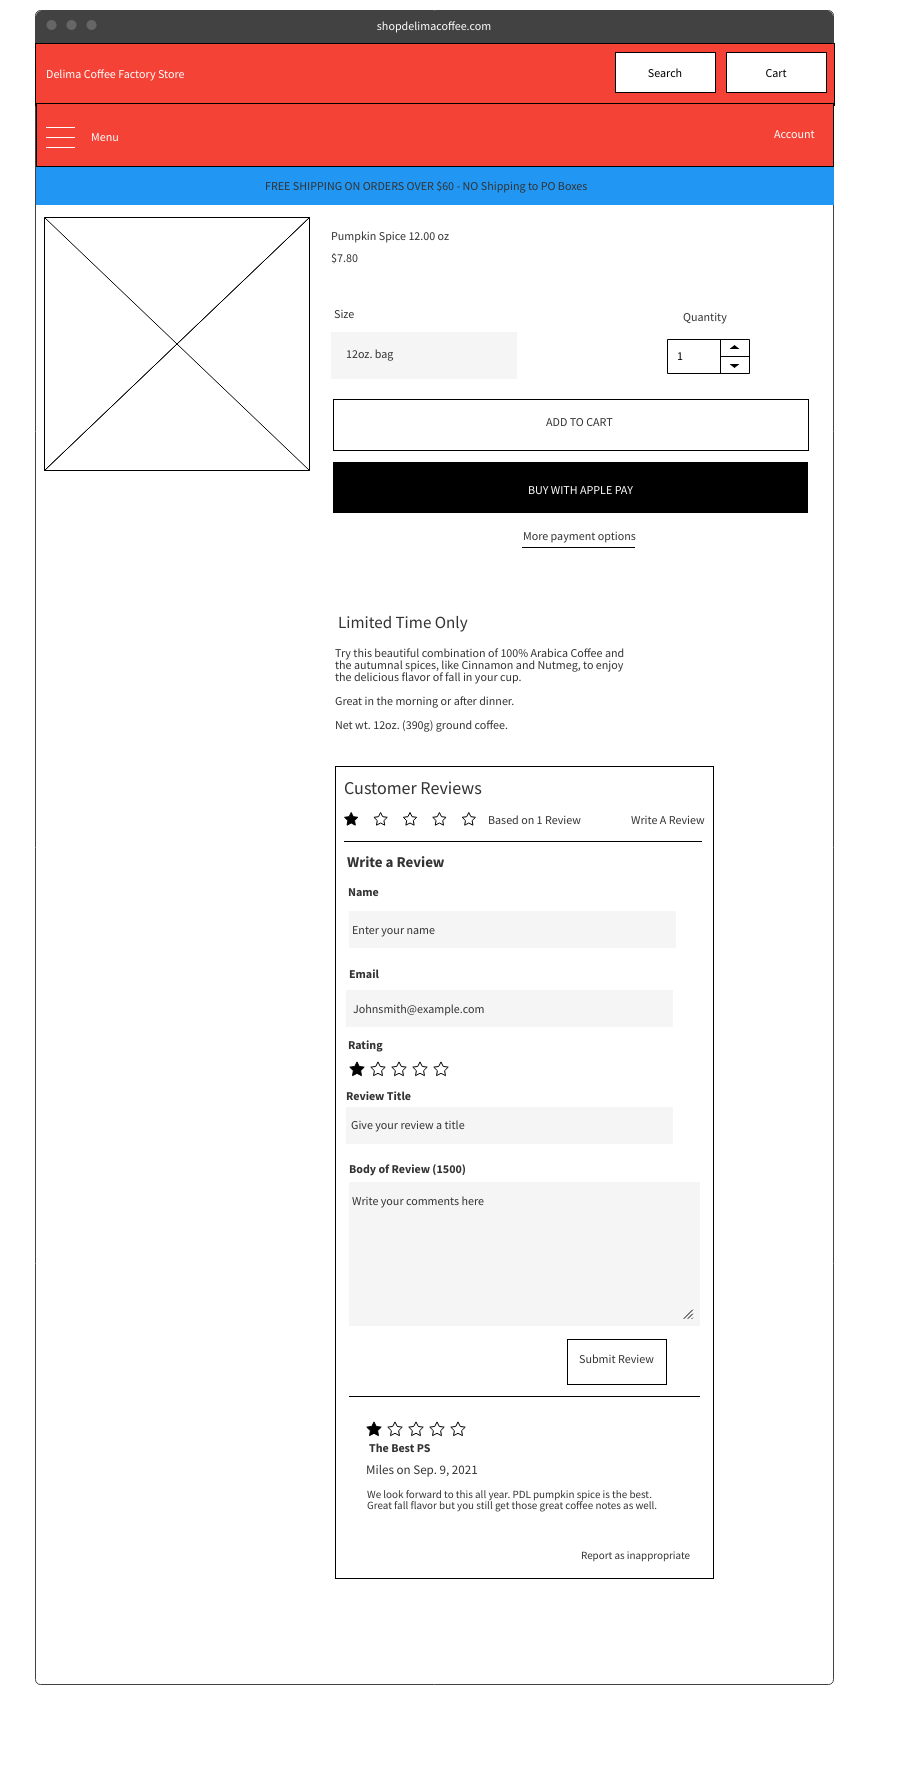 shopdelimacoffee.com
Delima Coffee Factory Store
Search
Cart
Menu
Account
FREE SHIPPING ON ORDERS OVER $60 - NO Shipping to PO Boxes
Pumpkin Spice 12.00 oz
$7.80
Size
Quantity
12oz. bag
1
ADD TO CART
BUY WITH APPLE PAY
More payment options
Limited Time Only
Try this beautiful combination of 100% Arabica Coffee and
the autumnal spices, like Cinnamon and Nutmeg, to enjoy
the delicious flavor of fall in your cup.
Great in the morning or after dinner.
Net wt. 12oz. (390g) ground coffee.
Customer Reviews
Based on 1 Review
Write A Review
Write a Review
Name
Enter your name
Email
Johnsmith@example.com
Rating
Review Title
Give your review a title
Body of Review (1500)
Write your comments here
Submit Review
The Best PS
Miles on Sep. 9, 2021
We look forward to this all year. PDL pumpkin spice is the best.
Great fall flavor but you still get those great coffee notes as well.
Report as inappropriate